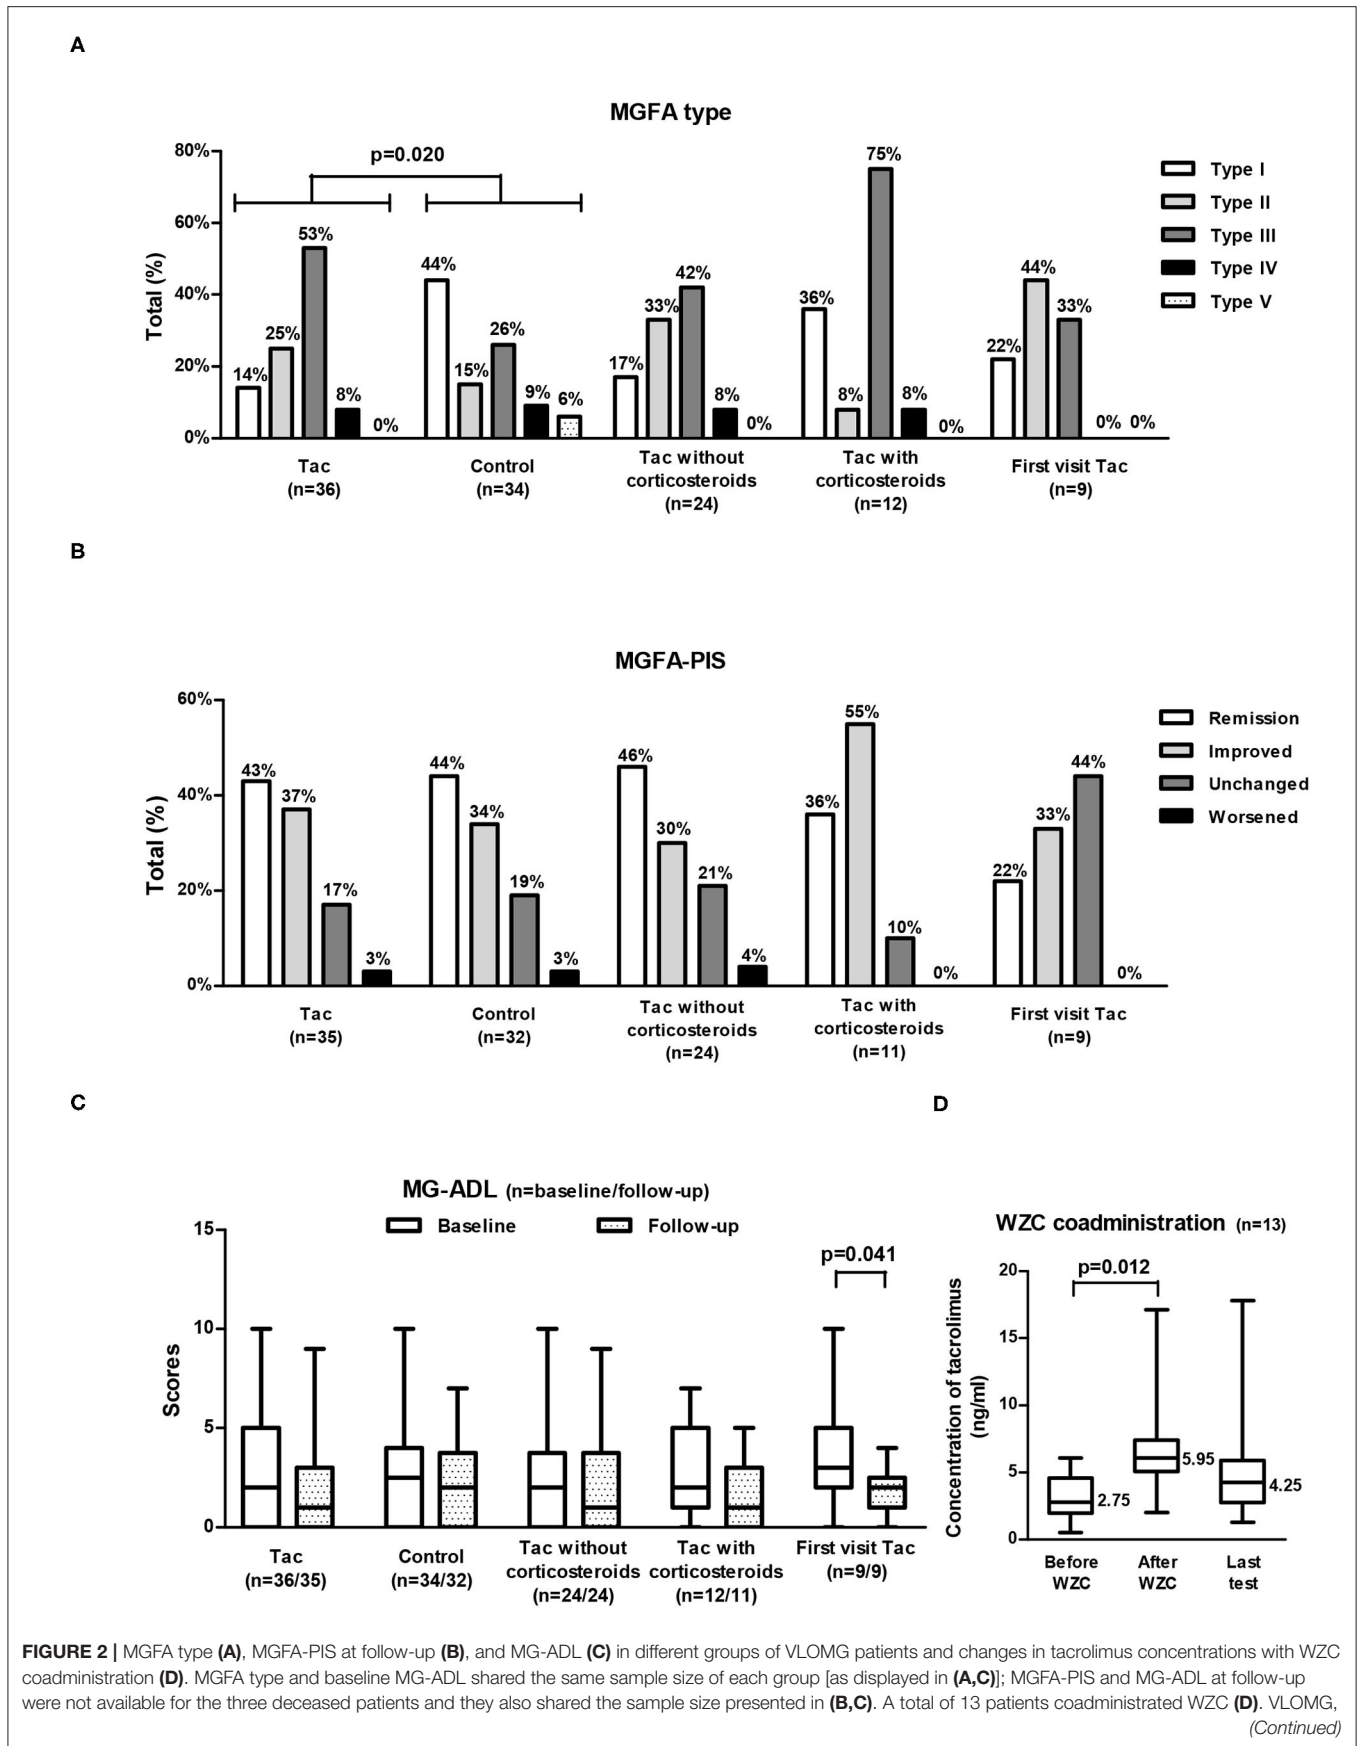 A
MGFA type
Total (%)
80%
60%
40%
20%
0%
p=0.020
14%
25%
53%
8%
0%
44%
15%
26%
9%
6%
17%
33%
42%
8%
0%
36%
8%
75%
8%
0%
22%
44%
33%
0%
0%
Type I
Type II
Type III
Type IV
Type V
Tac
(n=36)
Control
(n=34)
Tac without
corticosteroids
(n=24)
Tac with
corticosteroids
(n=12)
First visit Tac
(n=9)
B
MGFA-PIS
Total (%)
60%
40%
20%
0%
43%
37%
17%
3%
44%
34%
19%
3%
46%
30%
21%
4%
36%
55%
10%
0%
22%
33%
44%
0%
Remission
Improved
Unchanged
Worsened
Tac
(n=35)
Control
(n=32)
Tac without
corticosteroids
(n=24)
Tac with
corticosteroids
(n=11)
First visit Tac
(n=9)
C
MG-ADL (n=baseline/follow-up)
Baseline
Follow-up
Scores
15
10
5
0
p=0.041
Tac
(n=36/35)
Control
(n=34/32)
Tac without
corticosteroids
(n=24/24)
Tac with
corticosteroids
(n=12/11)
First visit Tac
(n=9/9)
D
WZC coadministration (n=13)
Concentration of tacrolimus
(ng/ml)
20
15
10
5
0
p=0.012
2.75
5.95
4.25
Before
WZC
After
WZC
Last
test
FIGURE 2 | MGFA type (A), MGFA-PIS at follow-up (B), and MG-ADL (C) in different groups of VLOMG patients and changes in tacrolimus concentrations with WZC
coadministration (D). MGFA type and baseline MG-ADL shared the same sample size of each group [as displayed in (A,C)]; MGFA-PIS and MG-ADL at follow-up
were not available for the three deceased patients and they also shared the sample size presented in (B,C). A total of 13 patients coadministrated WZC (D). VLOMG,
(Continued)